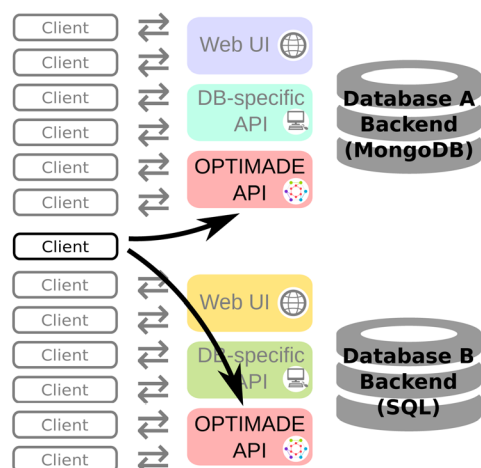 Client
Client
Client
Client
Client
Client
Client
Client
Client
Client
Client
Client
Client
Web UI
DB-specific
API
OPTIMADE
API
Database A
Backend
(MongoDB)
Web UI
DB-specific
API
OPTIMADE
API
Database B
Backend
(SQL)